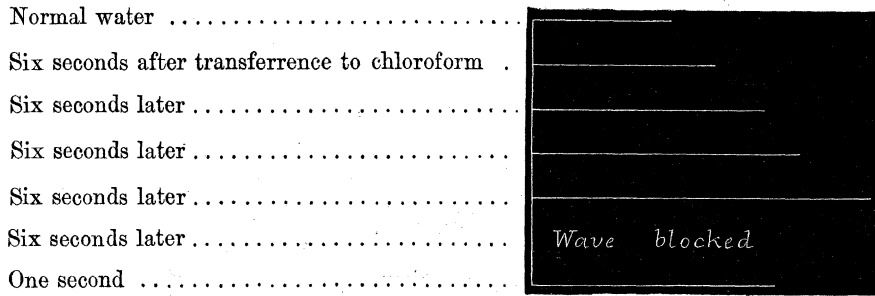 Normal water ...............................
Six seconds after transferrence to chloroform .
Six seconds later ............................
Six seconds later ...........................
Six seconds later ...........................
Six seconds later ........................... Wave blocked
One second ................................